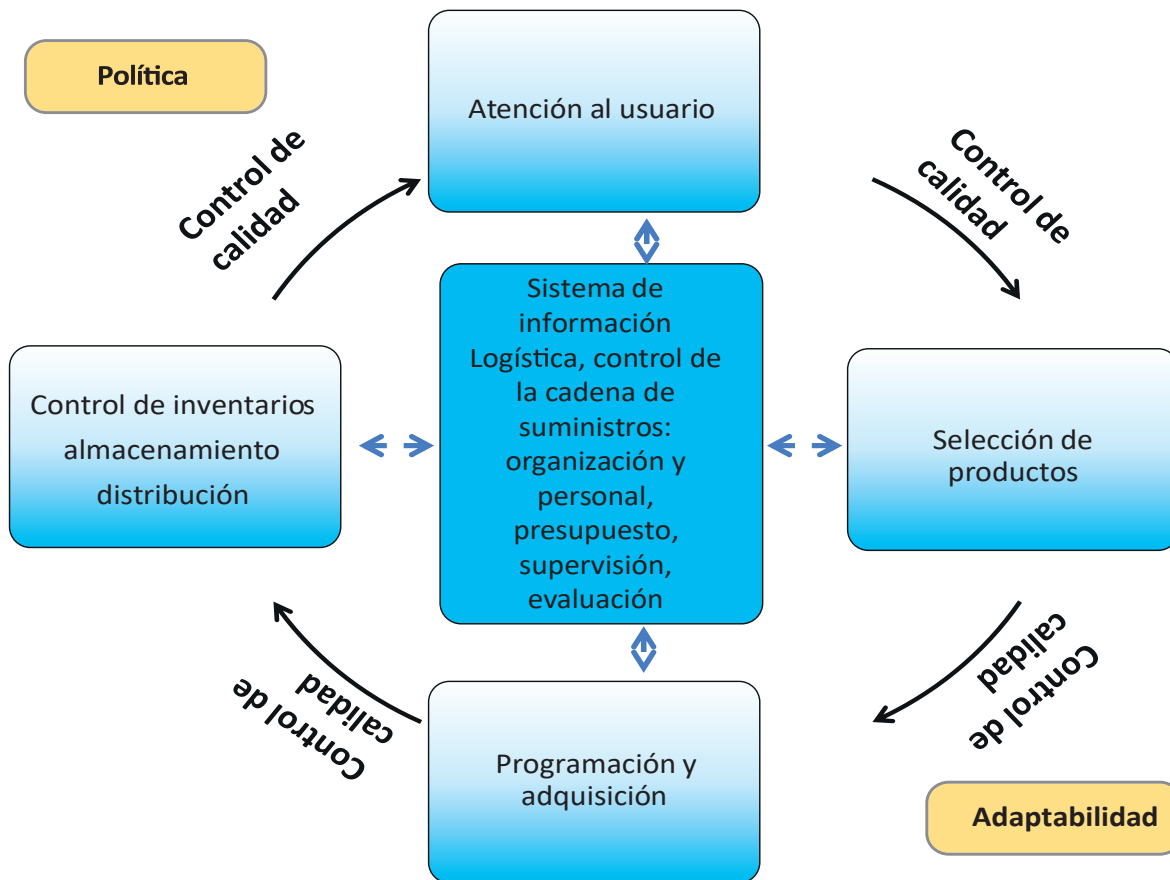 Política
Atención al usuario
Control de
calidad
Control de
calidad
Sistema de
información
Logística, control de
la cadena de
suministros:
organización y
personal,
presupuesto,
supervisión,
evaluación
Control de inventarios
almacenamiento
distribución
Selección de
productos
Control de
calidad
Control de
calidad
Programación y
adquisición
Adaptabilidad